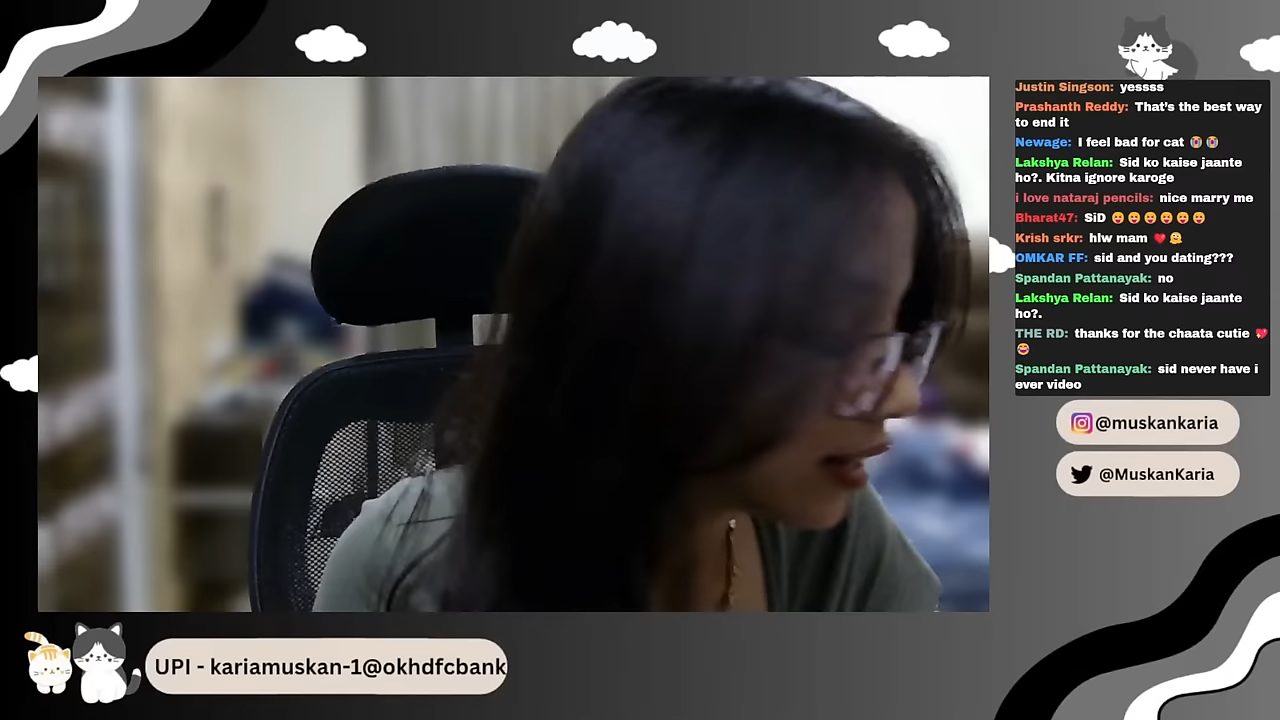 Justin Singson: yessss
Prashanth Reddy: That's the best way
to end it
Newage: I feel bad for cat 😭😭
Lakshya Relan: Sid ko kaise jaante
ho?. Kitna ignore karoge
i love nataraj pencils: nice marry me
Bharat47: SiD 😛😛😛😛😛😛
Krish srkr: hlw mam ❤️🤗
OMKAR FF: sid and you dating???
Spandan Pattanayak: no
Lakshya Relan: Sid ko kaise jaante
ho?.
THE RD: thanks for the chaata cutie 💖
😂
Spandan Pattanayak: sid never have i
ever video
@muskankaria
@MuskanKaria
UPI - kariamuskan-1@okhdfcbank